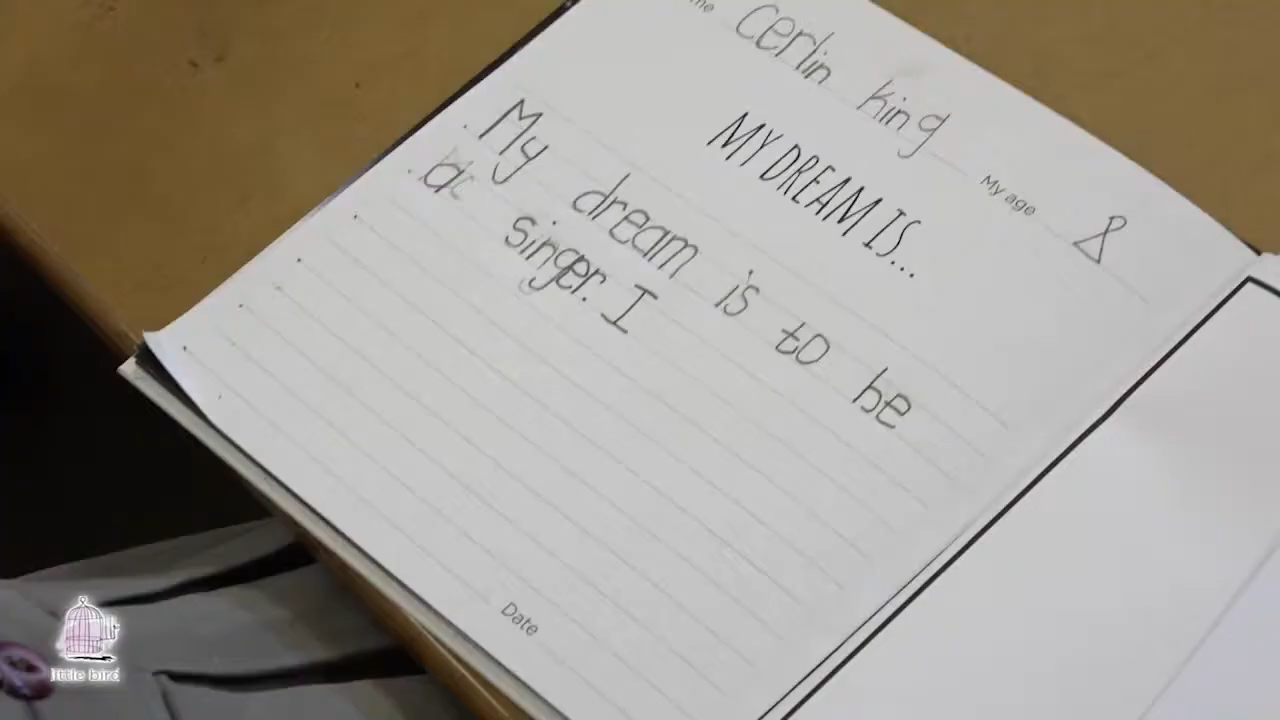 cerlin king
My age 8
MY DREAM IS...
My dream is to be
a singer. I
Date
little bird